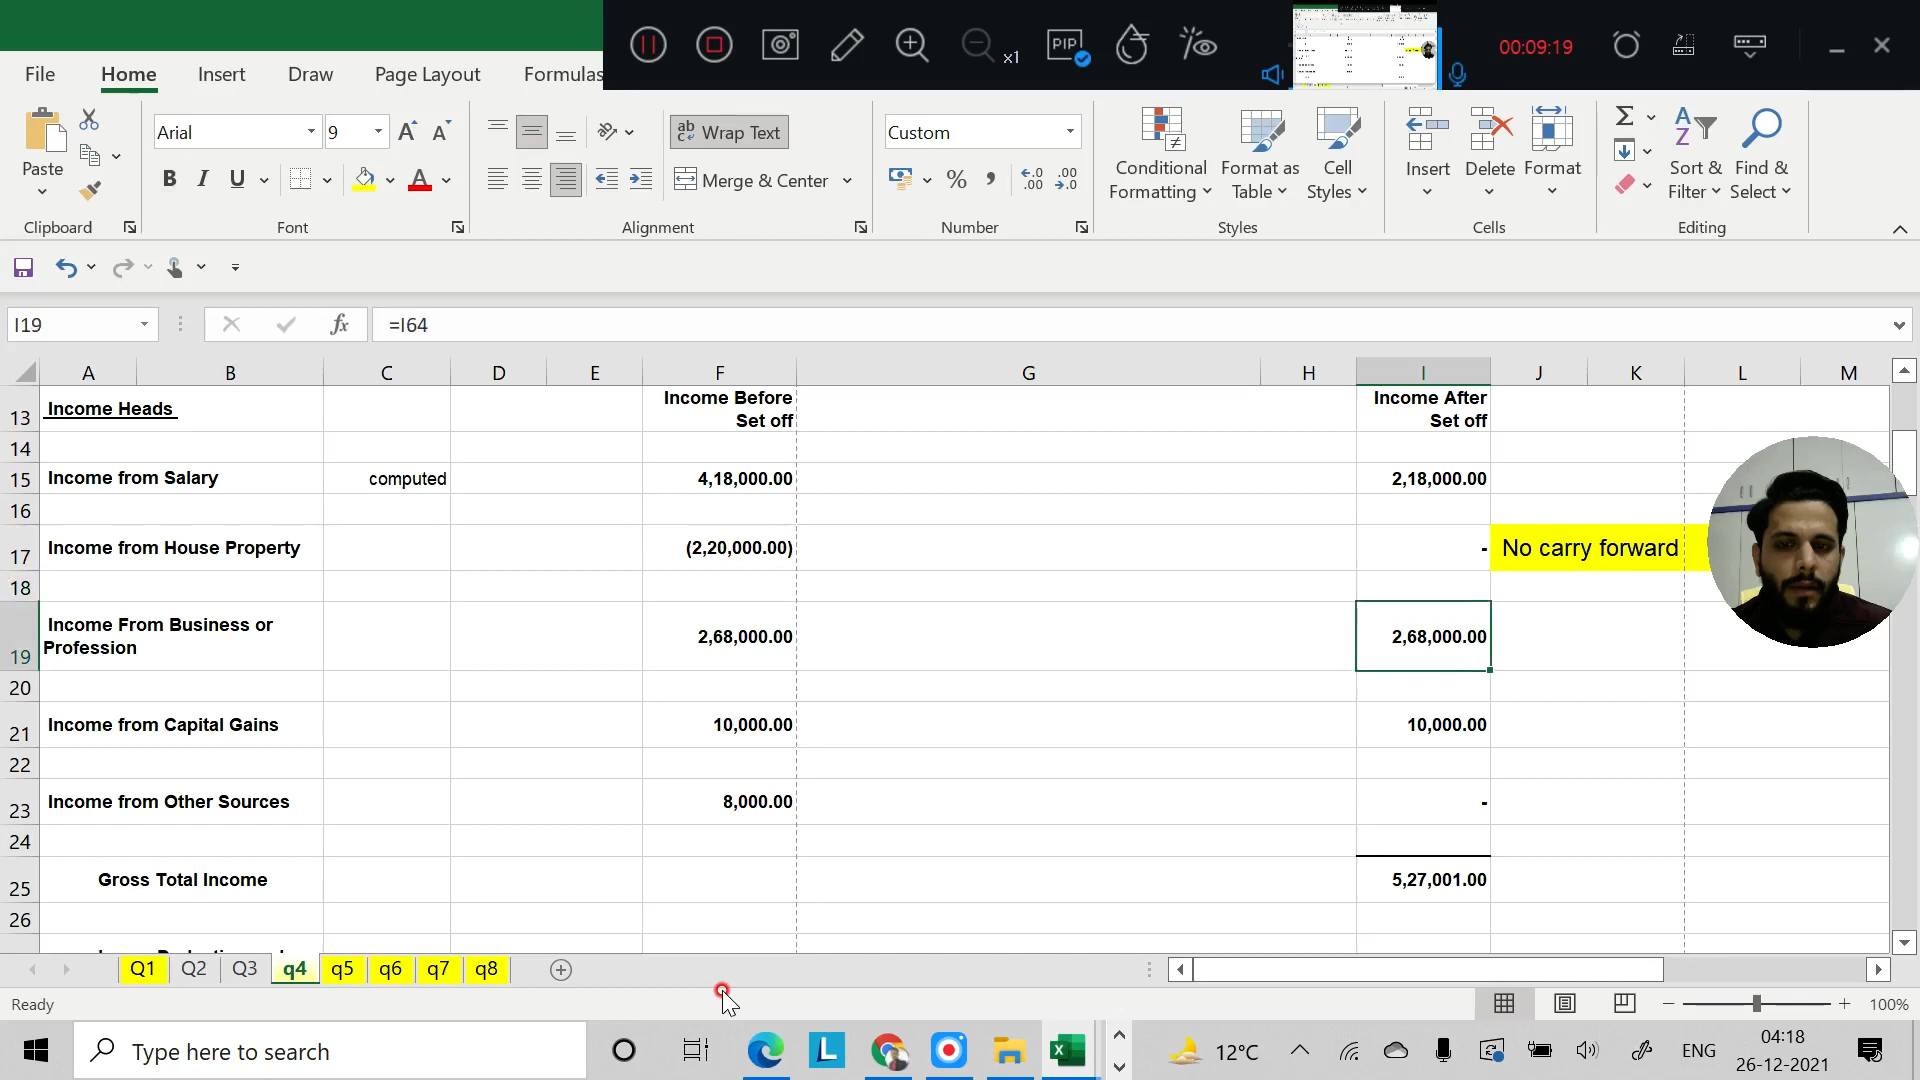 x1
PIP
00:09:19
File Home Insert Draw Page Layout Formulas
Arial 9
ab Wrap Text
Custom
Paste
B I U A
Merge & Center
% , .00 .00
Conditional Formatting
Format as Table
Cell Styles
Insert
Delete
Format
Sort & Filter
Find & Select
Clipboard Font Alignment Number Styles Cells Editing
I19 fx =I64
A B C D E F G H I J K L M
13 Income Heads Income Before Set off Income After Set off
14
15 Income from Salary computed 4,18,000.00 2,18,000.00
16
17 Income from House Property (2,20,000.00) - No carry forward
18
19 Income From Business or Profession 2,68,000.00 2,68,000.00
20
21 Income from Capital Gains 10,000.00 10,000.00
22
23 Income from Other Sources 8,000.00 -
24
25 Gross Total Income 5,27,001.00
26
Q1 Q2 Q3 q4 q5 q6 q7 q8
Ready 100%
Type here to search
L
12°C
ENG
04:18
26-12-2021